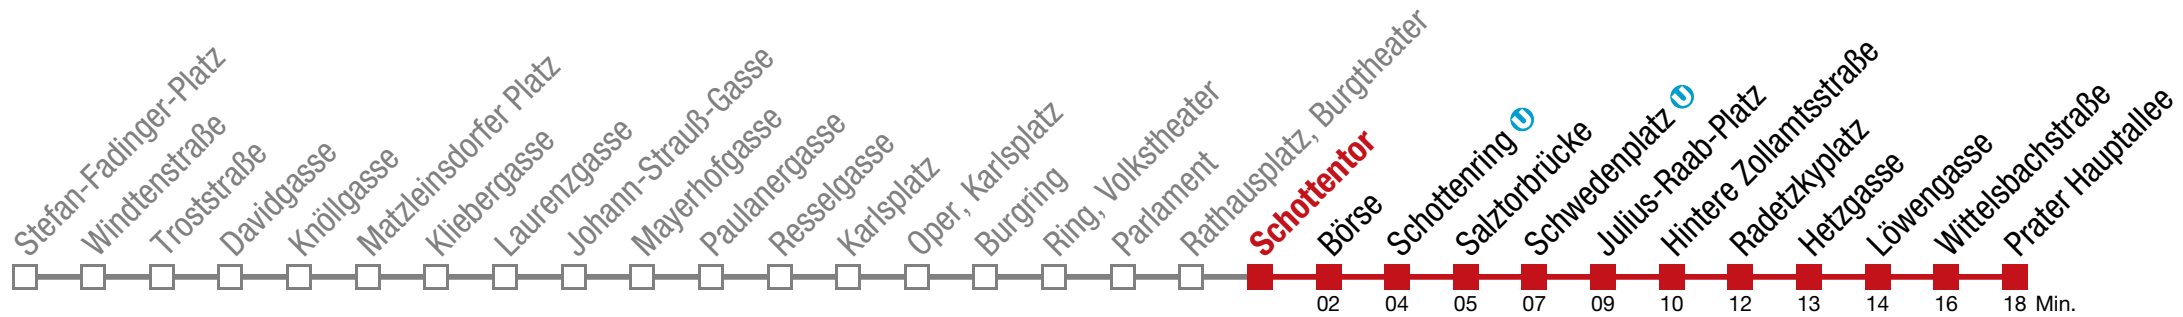 Stefan-Fadinger-Platz
Windtenstraße
Troststraße
Davidgasse
Knöllgasse
Matzleinsdorfer Platz
Kliebergasse
Laurenzgasse
Johann-Strauß-Gasse
Mayerhofgasse
Paulanergasse
Resselgasse
Karlsplatz
Oper, Karlsplatz
Burgring
Ring, Volkstheater
Parlament
Rathausplatz, Burgtheater
Schottentor
Börse
Schottenring U
Salztorbrücke
Schwedenplatz U
Julius-Raab-Platz
Hintere Zollamtsstraße
Radetzkyplatz
Hetzgasse
Löwengasse
Wittelsbachstraße
Prater Hauptallee
02 04 05 07 09 10 12 13 14 16 18 Min.